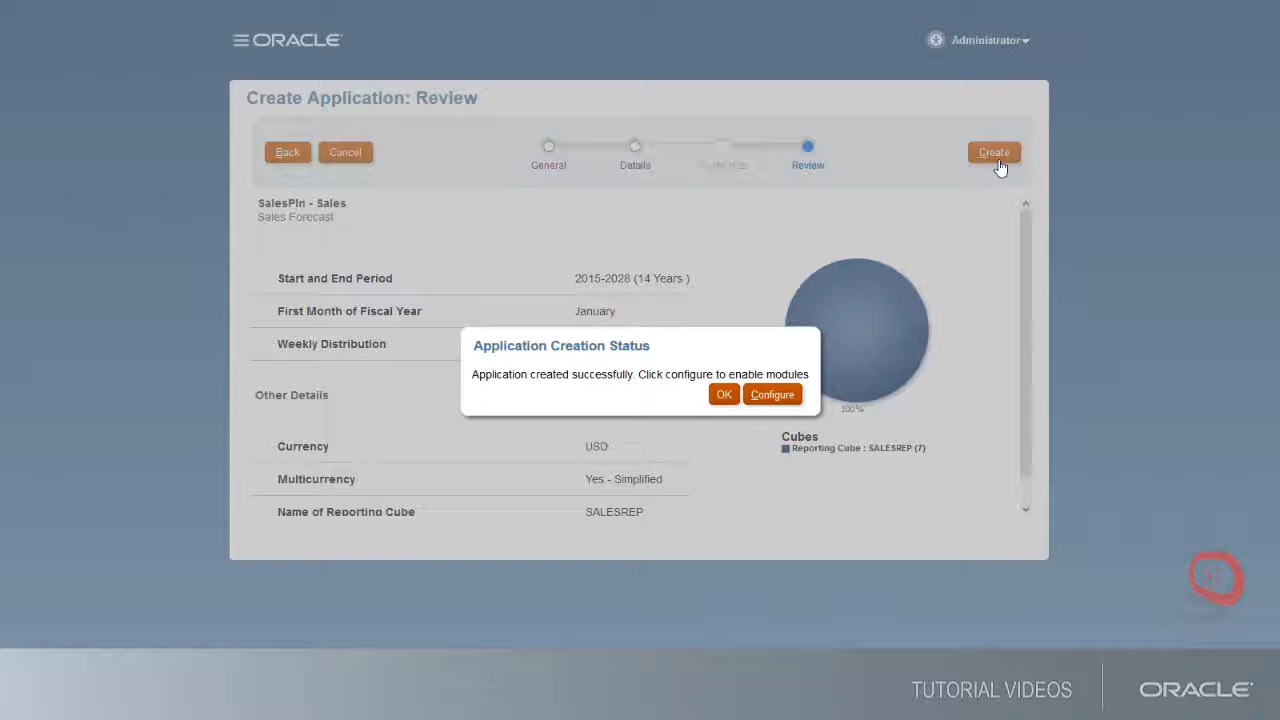 ORACLE
Administrator
Create Application: Review
Back
Cancel
General
Details
Review
Create
SalesPln - Sales
Sales Forecast
Start and End Period
2015-2028 (14 Years )
First Month of Fiscal Year
January
Weekly Distribution
Application Creation Status
Application created successfully. Click configure to enable modules
OK
Configure
Other Details
100%
Cubes
Reporting Cube : SALESREP (7)
Currency
USD
Multicurrency
Yes - Simplified
Name of Reporting Cube
SALESREP
TUTORIAL VIDEOS
ORACLE